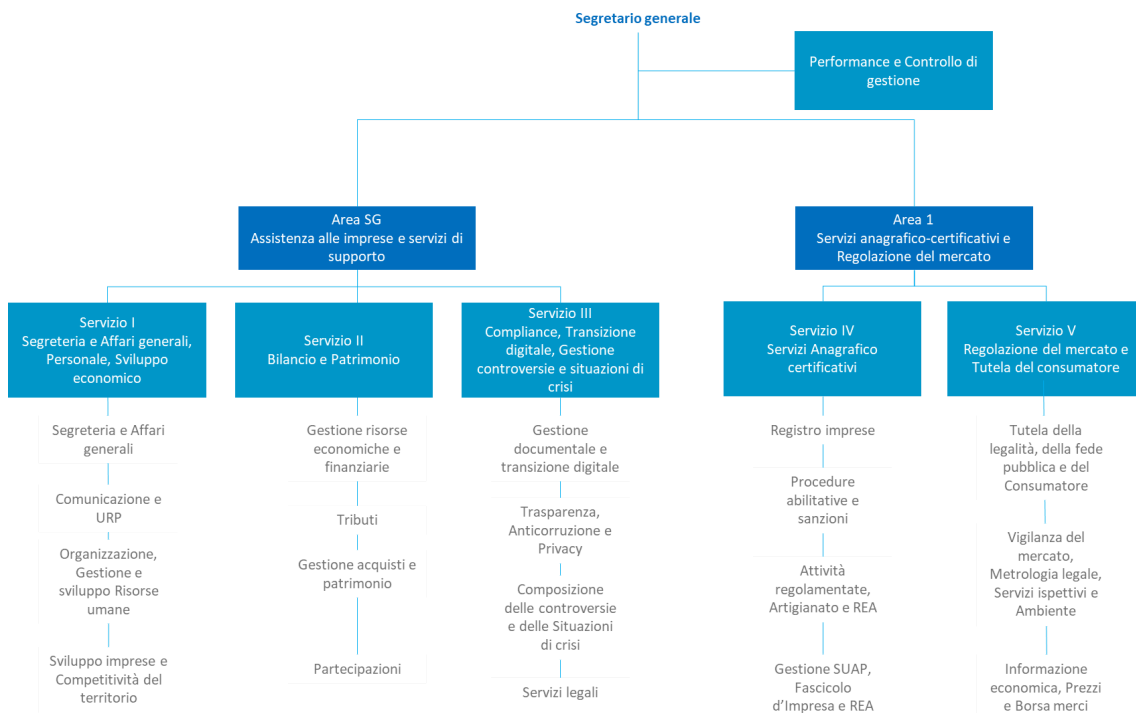 Segretario generale
Performance e Controllo di
gestione
Area SG
Assistenza alle imprese e servizi di
supporto
Area 1
Servizi anagrafico-certificativi e
Regolazione del mercato
Servizio I
Segreteria e Affari generali,
Personale, Sviluppo
economico
Servizio II
Bilancio e Patrimonio
Servizio III
Compliance, Transizione
digitale, Gestione
controversie e situazioni di
crisi
Servizio IV
Servizi Anagrafico
certificativi
Servizio V
Regolazione del mercato e
Tutela del consumatore
Segreteria e Affari
generali
Comunicazione e
URP
Organizzazione,
Gestione e
sviluppo Risorse
umane
Sviluppo imprese e
Competitività del
territorio
Gestione risorse
economiche e
finanziarie
Tributi
Gestione acquisti e
patrimonio
Partecipazioni
Gestione
documentale e
transizione digitale
Trasparenza,
Anticorruzione e
Privacy
Composizione
delle controversie
e delle Situazioni
di crisi
Servizi legali
Registro imprese
Procedure
abilitative e
sanzioni
Attività
regolamentate,
Artigianato e REA
Gestione SUAP,
Fascicolo
d'Impresa e REA
Tutela della
legalità, della fede
pubblica e del
Consumatore
Vigilanza del
mercato,
Metrologia legale,
Servizi ispettivi e
Ambiente
Informazione
economica, Prezzi
e Borsa merci